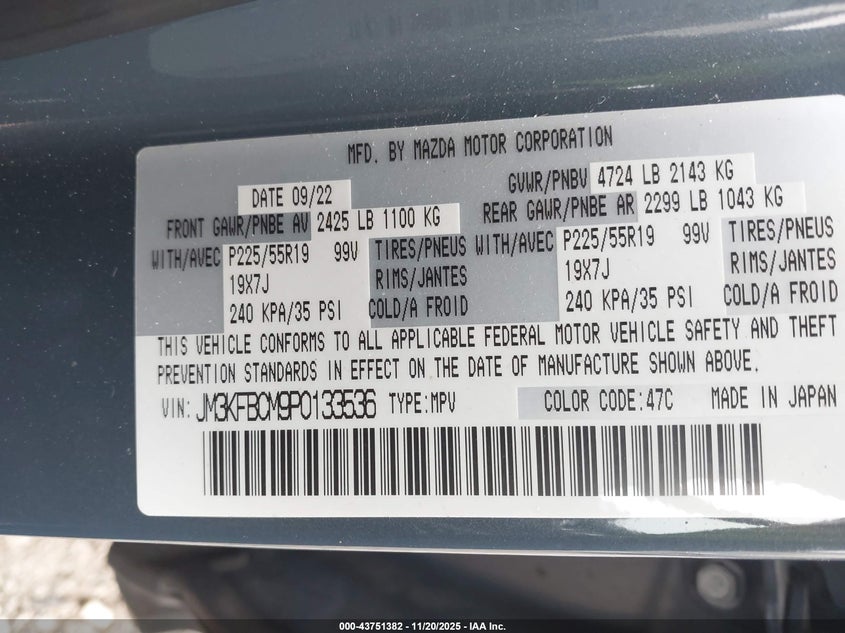 MFD. BY MAZDA MOTOR CORPORATION
DATE 09/22 GVWR/PNBV 4724 LB 2143 KG
FRONT GAWR/PNBE AV 2425 LB 1100 KG REAR GAWR/PNBE AR 2299 LB 1043 KG
WITH/AVEC P225/55R19 99V TIRES/PNEUS WITH/AVEC P225/55R19 99V TIRES/PNEUS
19X7J RIMS/JANTES 19X7J RIMS/JANTES
240 KPA/35 PSI COLD/A FROID 240 KPA/35 PSI COLD/A FROID
THIS VEHICLE CONFORMS TO ALL APPLICABLE FEDERAL MOTOR VEHICLE SAFETY AND THEFT
PREVENTION STANDARDS IN EFFECT ON THE DATE OF MANUFACTURE SHOWN ABOVE.
VIN: JM3KFBCM9P0133536 TYPE:MPV COLOR CODE:47C MADE IN JAPAN
000-43751382 - 11/20/2025 - IAA Inc.